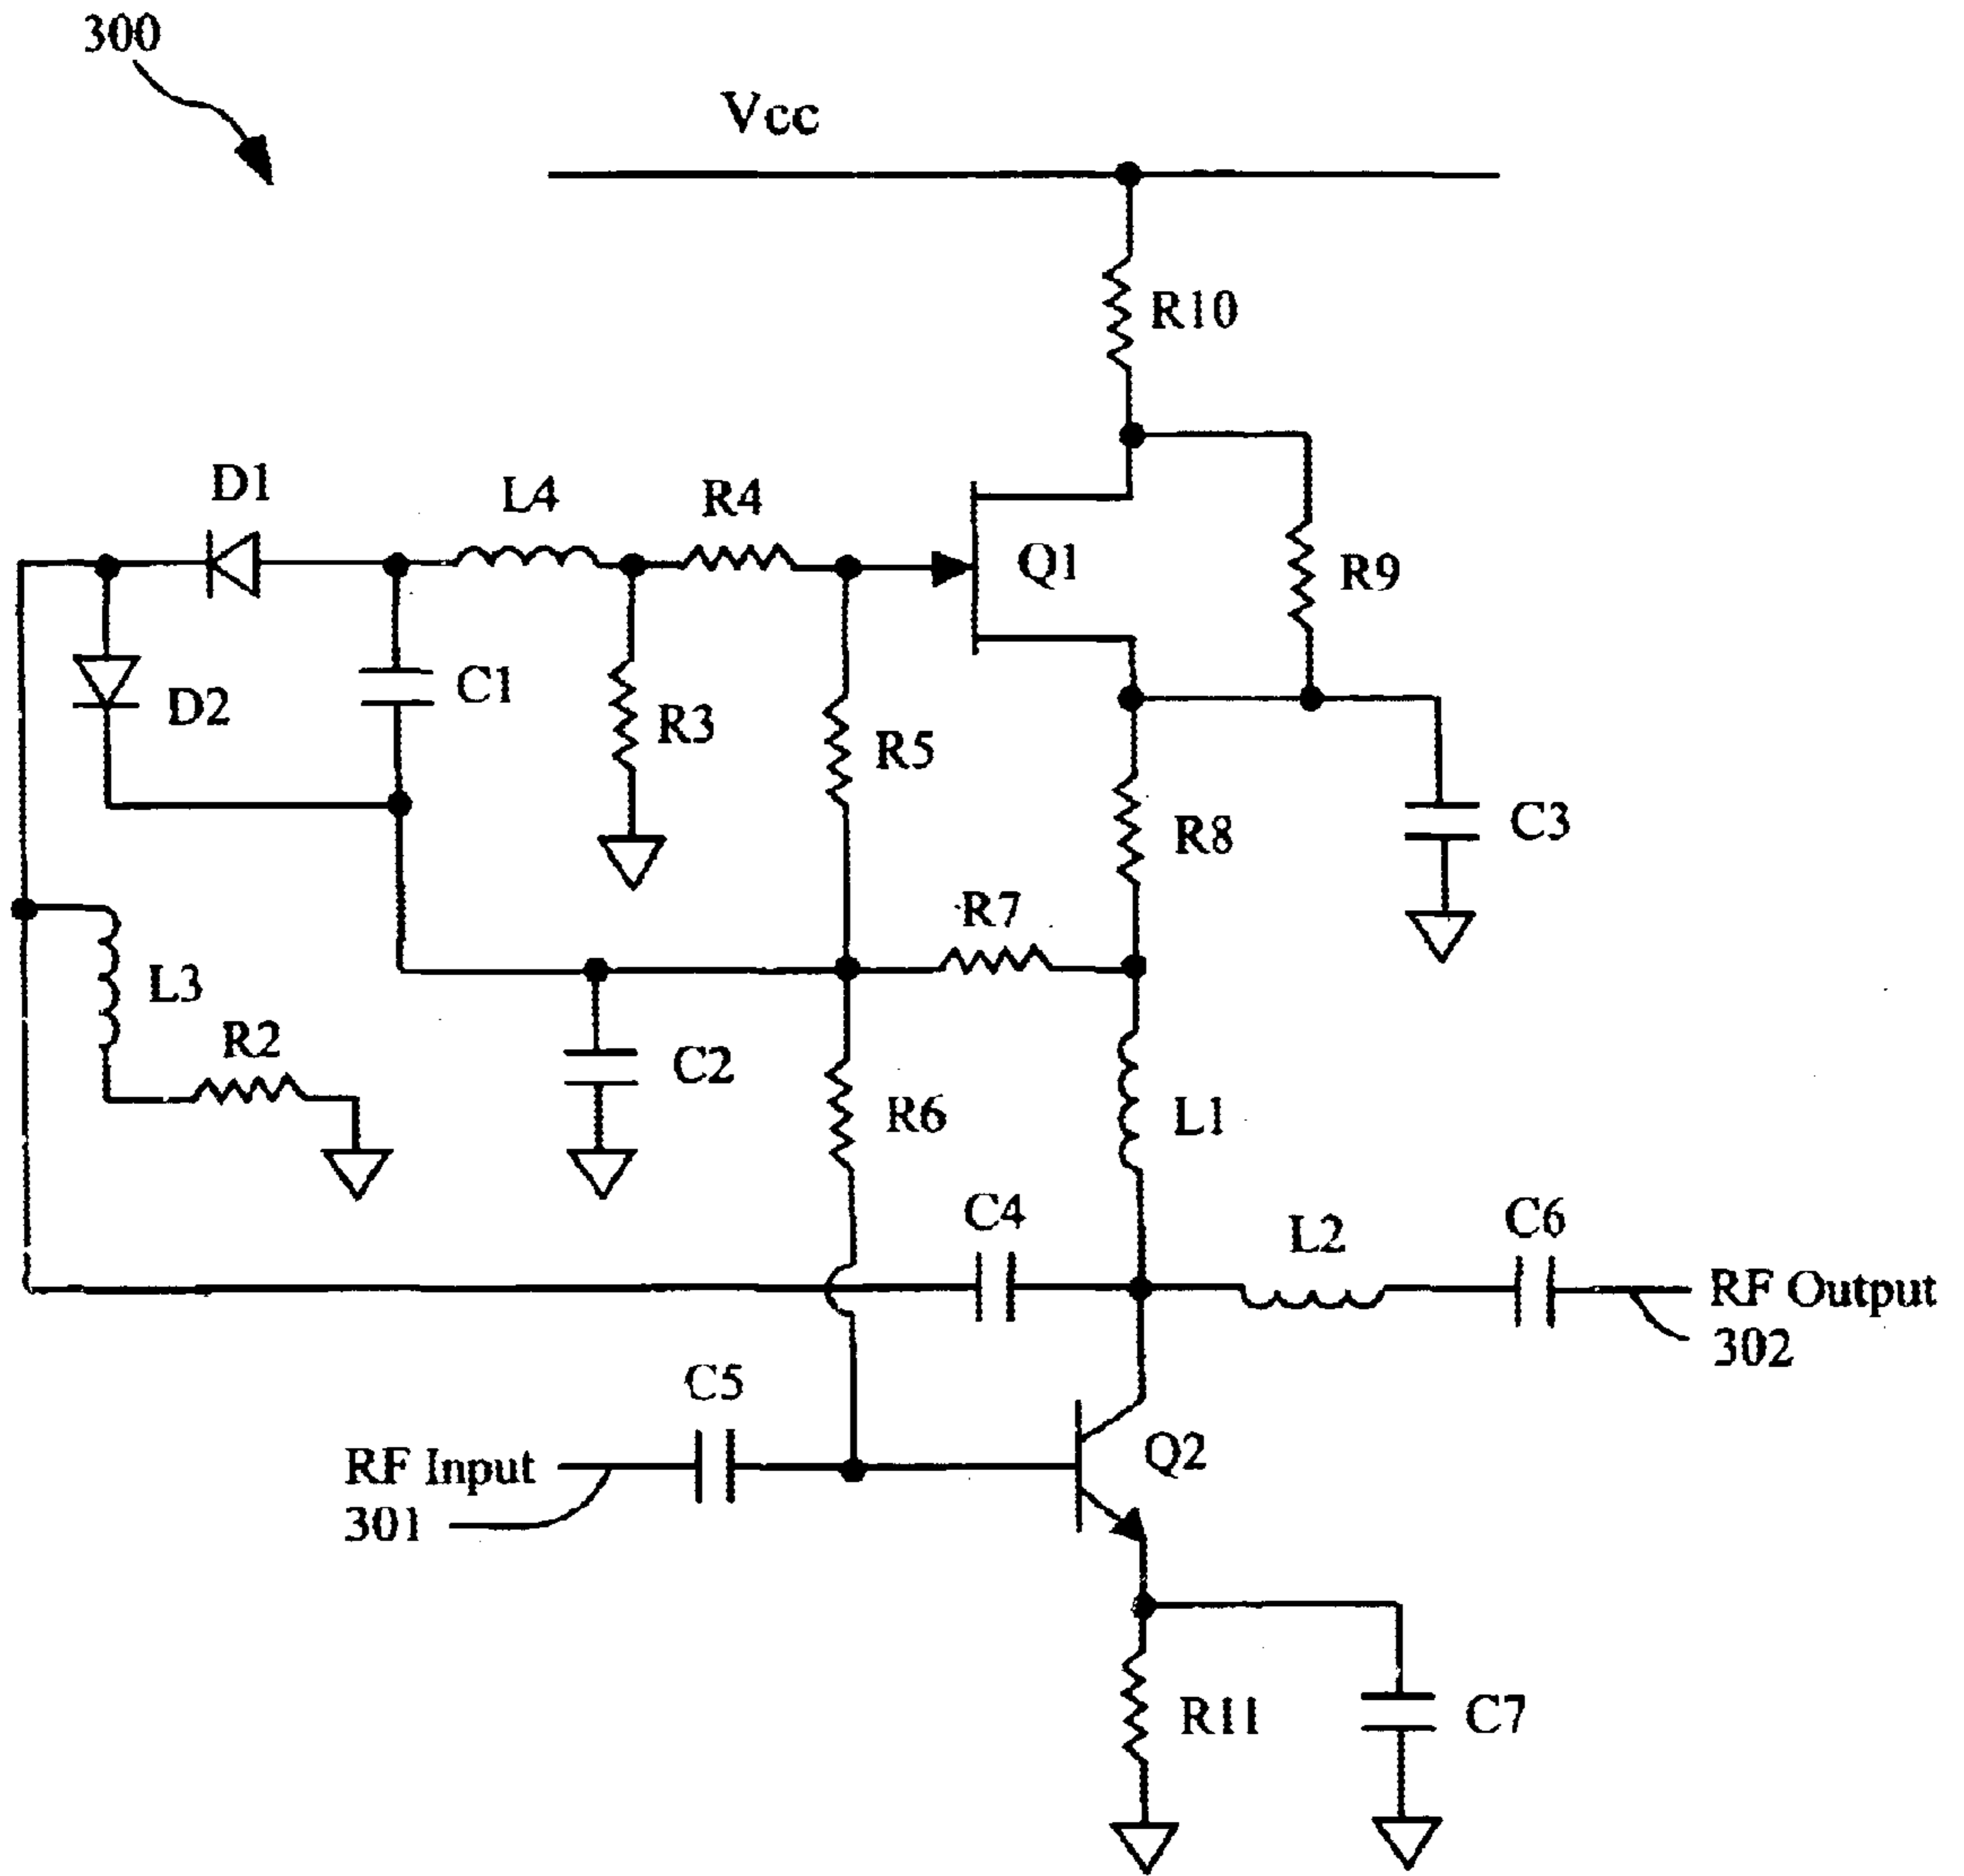 300
Vcc
R10
D1
L4
R4
Q1
R9
D2
C1
R3
R5
R8
C3
R7
L3
R2
C2
R6
L1
C4
L2
C6
RF Output
302
C5
RF Input
301
Q2
R11
C7